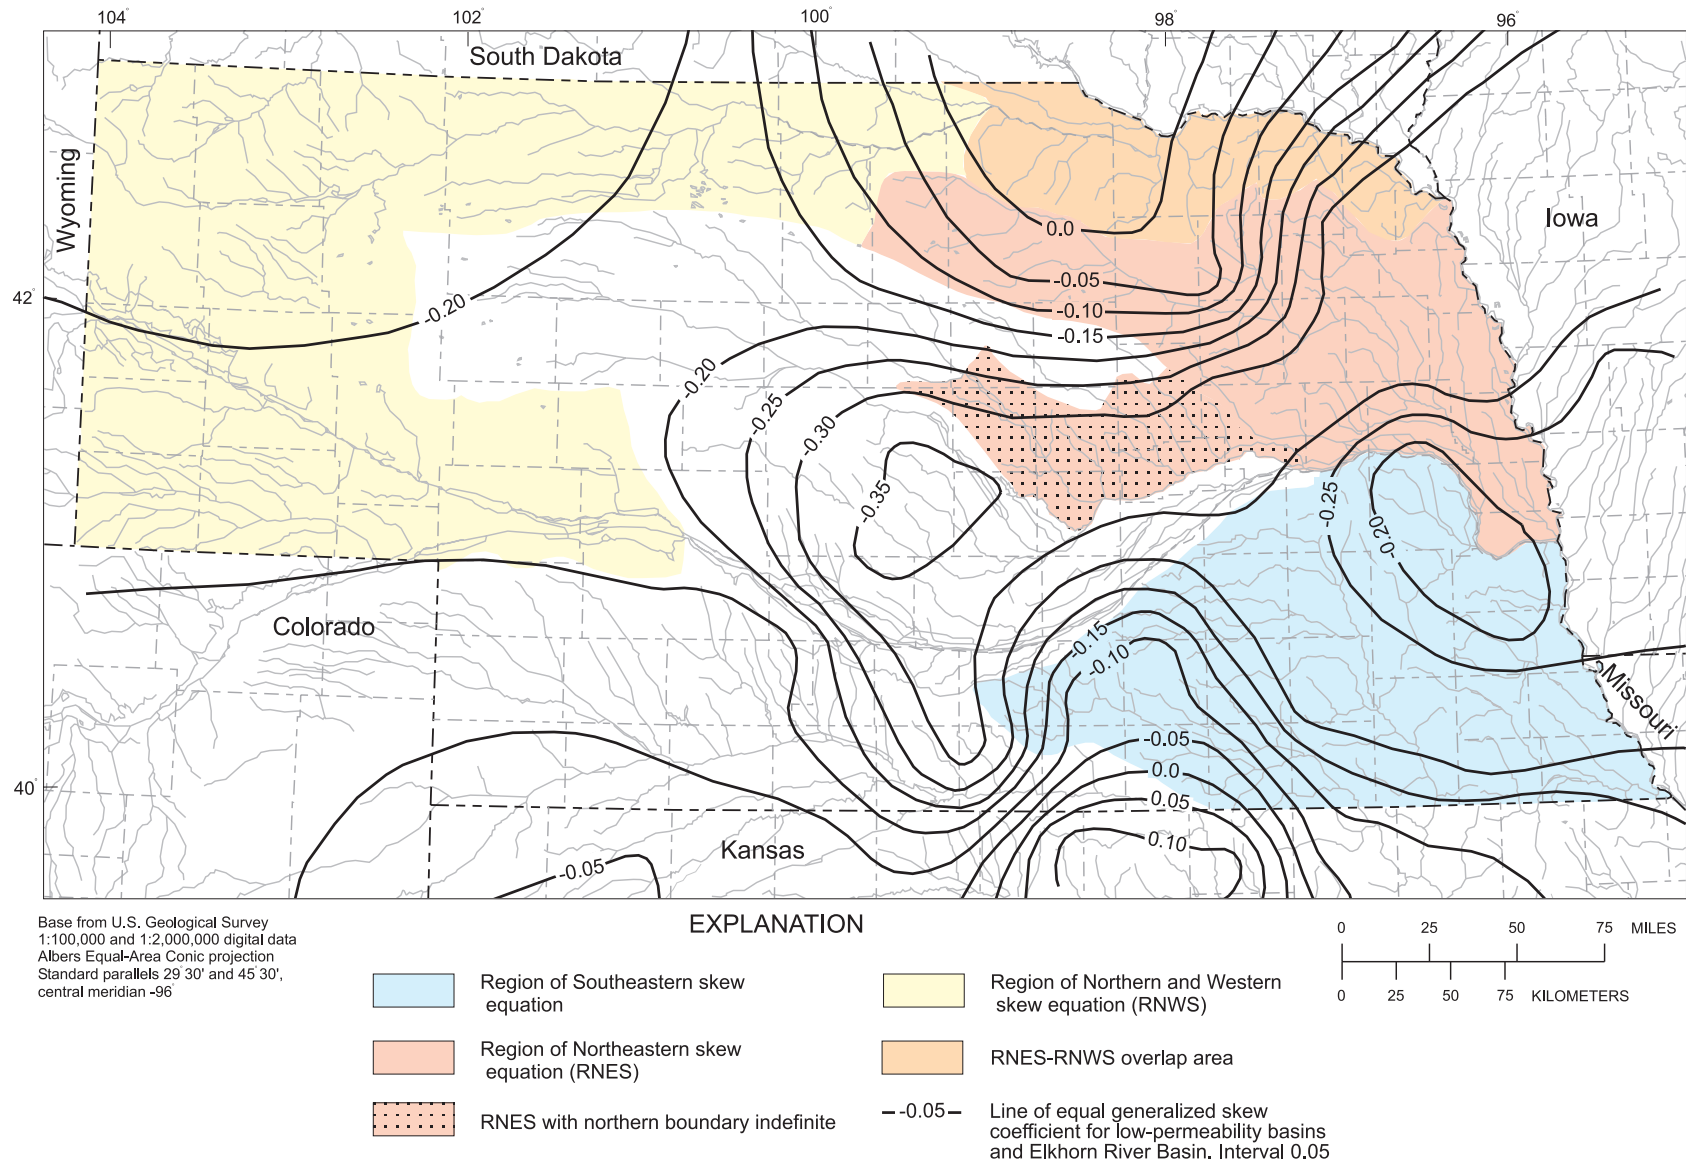 104°
102°
100°
98°
96°
South Dakota
Wyoming
Iowa
0.0
42°
-0.05
-0.20
-0.10
-0.15
-0.20
-0.25
-0.30
-0.35
-0.25
-0.20
Colorado
-0.15
-0.10
Missouri
-0.05
0.0
40°
0.05
0.10
Kansas
-0.05
Base from U.S. Geological Survey
1:100,000 and 1:2,000,000 digital data
Albers Equal-Area Conic projection
Standard parallels 29°30' and 45°30',
central meridian -96°
EXPLANATION
0 25 50 75 MILES
0 25 50 75 KILOMETERS
Region of Southeastern skew
equation
Region of Northeastern skew
equation (RNES)
RNES with northern boundary indefinite
Region of Northern and Western
skew equation (RNWS)
RNES-RNWS overlap area
-0.05
Line of equal generalized skew
coefficient for low-permeability basins
and Elkhorn River Basin. Interval 0.05